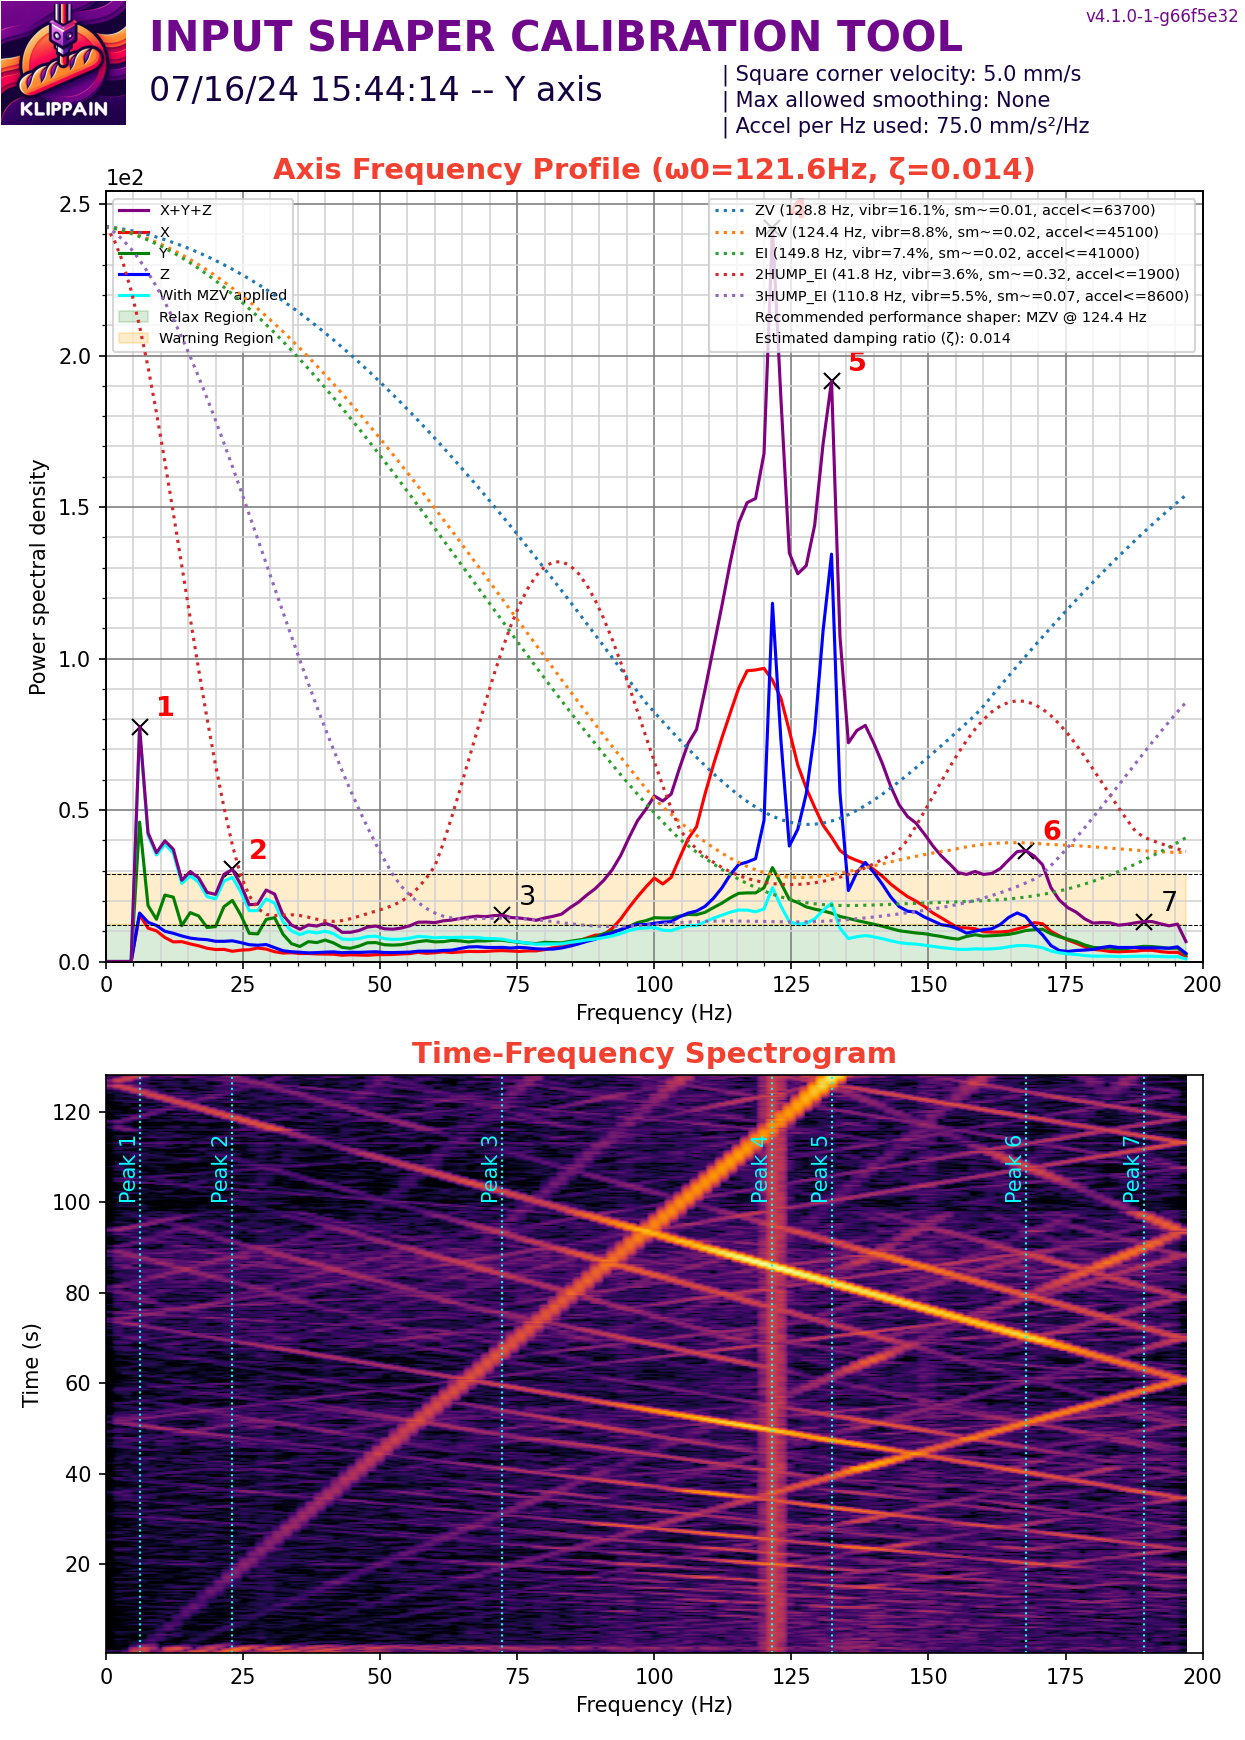 INPUT SHAPER CALIBRATION TOOL
v4.1.0-1-g66f5e32
07/16/24 15:44:14 -- Y axis
| Square corner velocity: 5.0 mm/s
| Max allowed smoothing: None
| Accel per Hz used: 75.0 mm/s²/Hz
KLIPPAIN
Axis Frequency Profile (ω0=121.6Hz, ζ=0.014)
1e2
X+Y+Z
X
Y
Z
With MZV applied
Relax Region
Warning Region
ZV (128.8 Hz, vibr=16.1%, sm~=0.01, accel<=63700)
MZV (124.4 Hz, vibr=8.8%, sm~=0.02, accel<=45100)
EI (149.8 Hz, vibr=7.4%, sm~=0.02, accel<=41000)
2HUMP_EI (41.8 Hz, vibr=3.6%, sm~=0.32, accel<=1900)
3HUMP_EI (110.8 Hz, vibr=5.5%, sm~=0.07, accel<=8600)
Recommended performance shaper: MZV @ 124.4 Hz
Estimated damping ratio (ζ): 0.014
2.5
2.0
1.5
1.0
0.5
0.0
Power spectral density
1
2
3
4
5
6
7
0 25 50 75 100 125 150 175 200
Frequency (Hz)
Time-Frequency Spectrogram
120
100
80
60
40
20
Time (s)
Peak 1
Peak 2
Peak 3
Peak 4
Peak 5
Peak 6
Peak 7
0 25 50 75 100 125 150 175 200
Frequency (Hz)